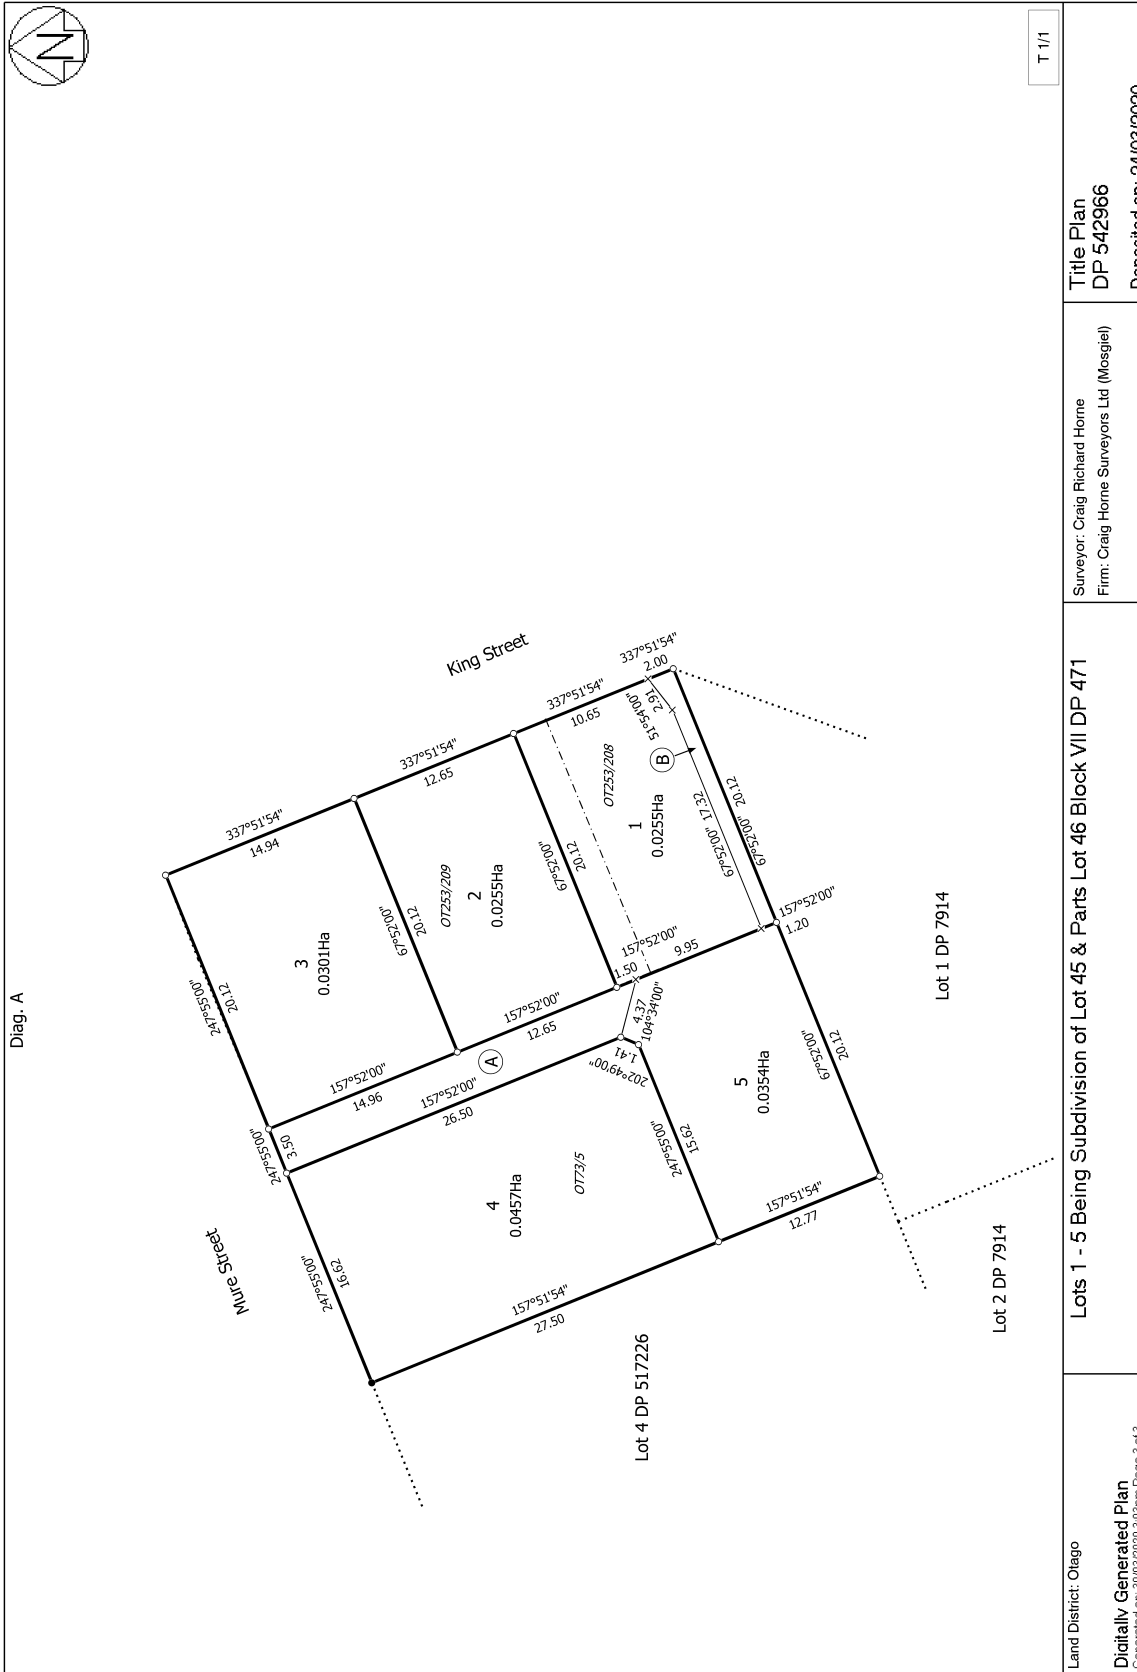 N
Diag. A
T 1/1
Mure Street
King Street
247°55'00"
20.12
337°51'54"
14.94
3
0.0301Ha
157°52'00"
14.96
67°52'00"
20.12
247°55'00"
3.50
337°51'54"
12.65
OT253/209
2
0.0255Ha
157°52'00"
12.65
A
67°52'00"
20.12
337°51'54"
10.65
OT253/208
1
0.0255Ha
337°51'54"
2.00
51°54'00"
2.91
B
67°52'00" 17.32
67°52'00" 20.12
157°52'00"
1.50
9.95
157°52'00"
1.20
157°52'00"
26.50
247°55'00"
16.62
4
0.0457Ha
OT73/5
157°51'54"
27.50
4.37
104°34'00"
1.41
202°49'00"
247°55'00"
15.62
5
0.0354Ha
67°52'00"
20.12
157°51'54"
12.77
Lot 4 DP 517226
Lot 1 DP 7914
Lot 2 DP 7914
Land District: Otago
Digitally Generated Plan
Lots 1 - 5 Being Subdivision of Lot 45 & Parts Lot 46 Block VII DP 471
Surveyor: Craig Richard Horne
Firm: Craig Horne Surveyors Ltd (Mosgiel)
Title Plan
DP 542966
Deposited on: 24/03/2020